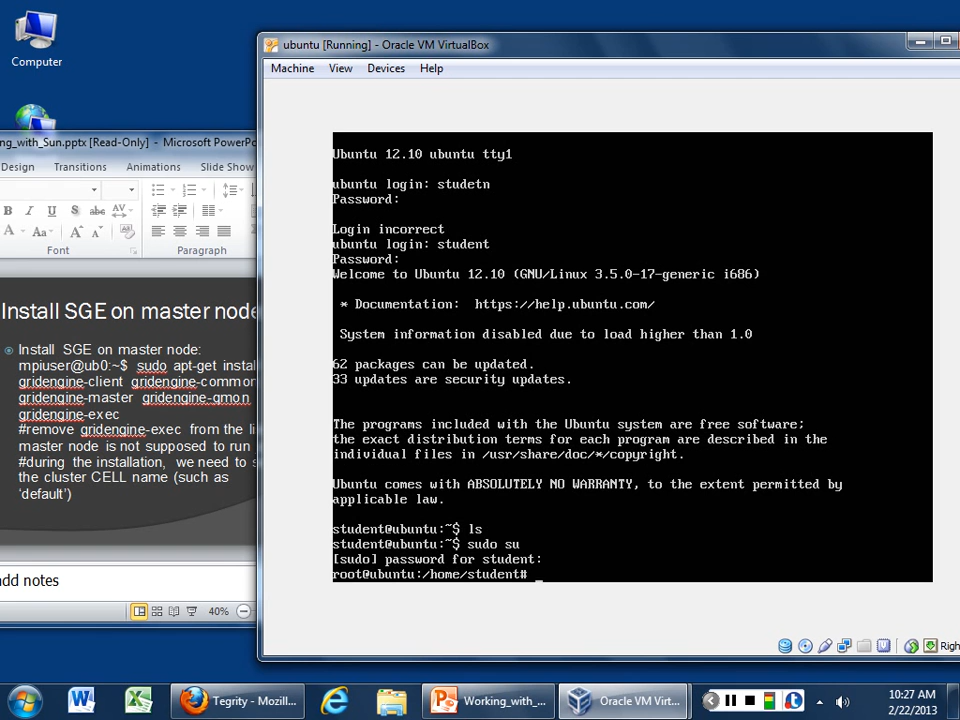 Computer
ubuntu [Running] - Oracle VM VirtualBox
Machine View Devices Help
ng_with_Sun.pptx [Read-Only] - Microsoft PowerPo
Design Transitions Animations Slide Show
B I U S abc AV
A Aa A A
Font Paragraph
Install SGE on master node
Install SGE on master node:
mpiuser@ub0:~$ sudo apt-get instal
gridengine-client gridengine-common
gridengine-master gridengine-qmon
gridengine-exec
#remove gridengine-exec from the li
master node is not supposed to run
#during the installation, we need to s
the cluster CELL name (such as
‘default’)
add notes
40%
Ubuntu 12.10 ubuntu tty1
ubuntu login: studetn
Password:
Login incorrect
ubuntu login: student
Password:
Welcome to Ubuntu 12.10 (GNU/Linux 3.5.0-17-generic i686)
* Documentation: https://help.ubuntu.com/
System information disabled due to load higher than 1.0
62 packages can be updated.
33 updates are security updates.
The programs included with the Ubuntu system are free software;
the exact distribution terms for each program are described in the
individual files in /usr/share/doc/*/copyright.
Ubuntu comes with ABSOLUTELY NO WARRANTY, to the extent permitted by
applicable law.
student@ubuntu:~$ ls
student@ubuntu:~$ sudo su
[sudo] password for student:
root@ubuntu:/home/student# _
Righ
Tegrity - Mozill...
Working_with_...
Oracle VM Virt...
10:27 AM
2/22/2013